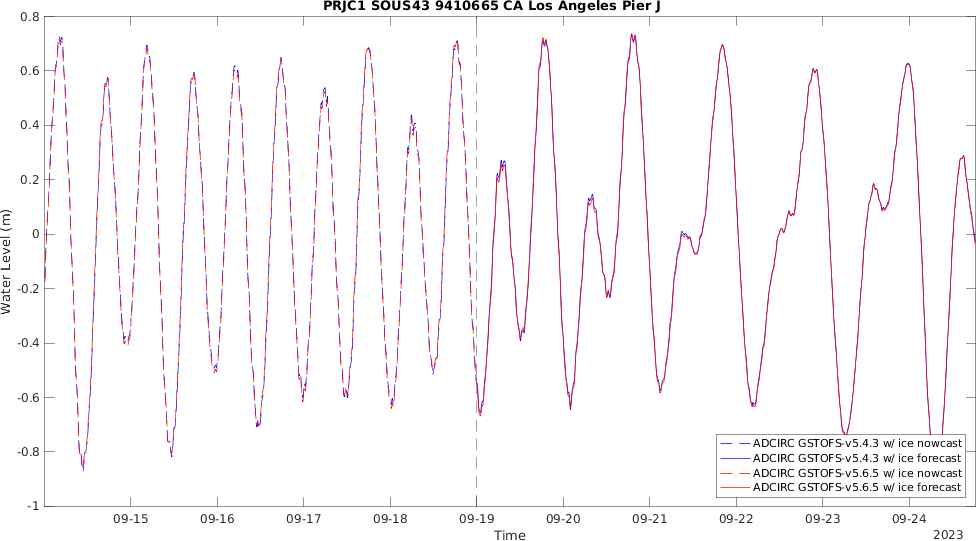 PRJC1 SOUS43 9410665 CA Los Angeles Pier J
0.8
0.6
0.4
0.2
0
-0.2
-0.4
-0.6
-0.8
-1
Water Level (m)
09-15 09-16 09-17 09-18 09-19 09-20 09-21 09-22 09-23 09-24
Time
2023
ADCIRC GSTOFS-v5.4.3 w/ ice nowcast
ADCIRC GSTOFS-v5.4.3 w/ ice forecast
ADCIRC GSTOFS-v5.6.5 w/ ice nowcast
ADCIRC GSTOFS-v5.6.5 w/ ice forecast